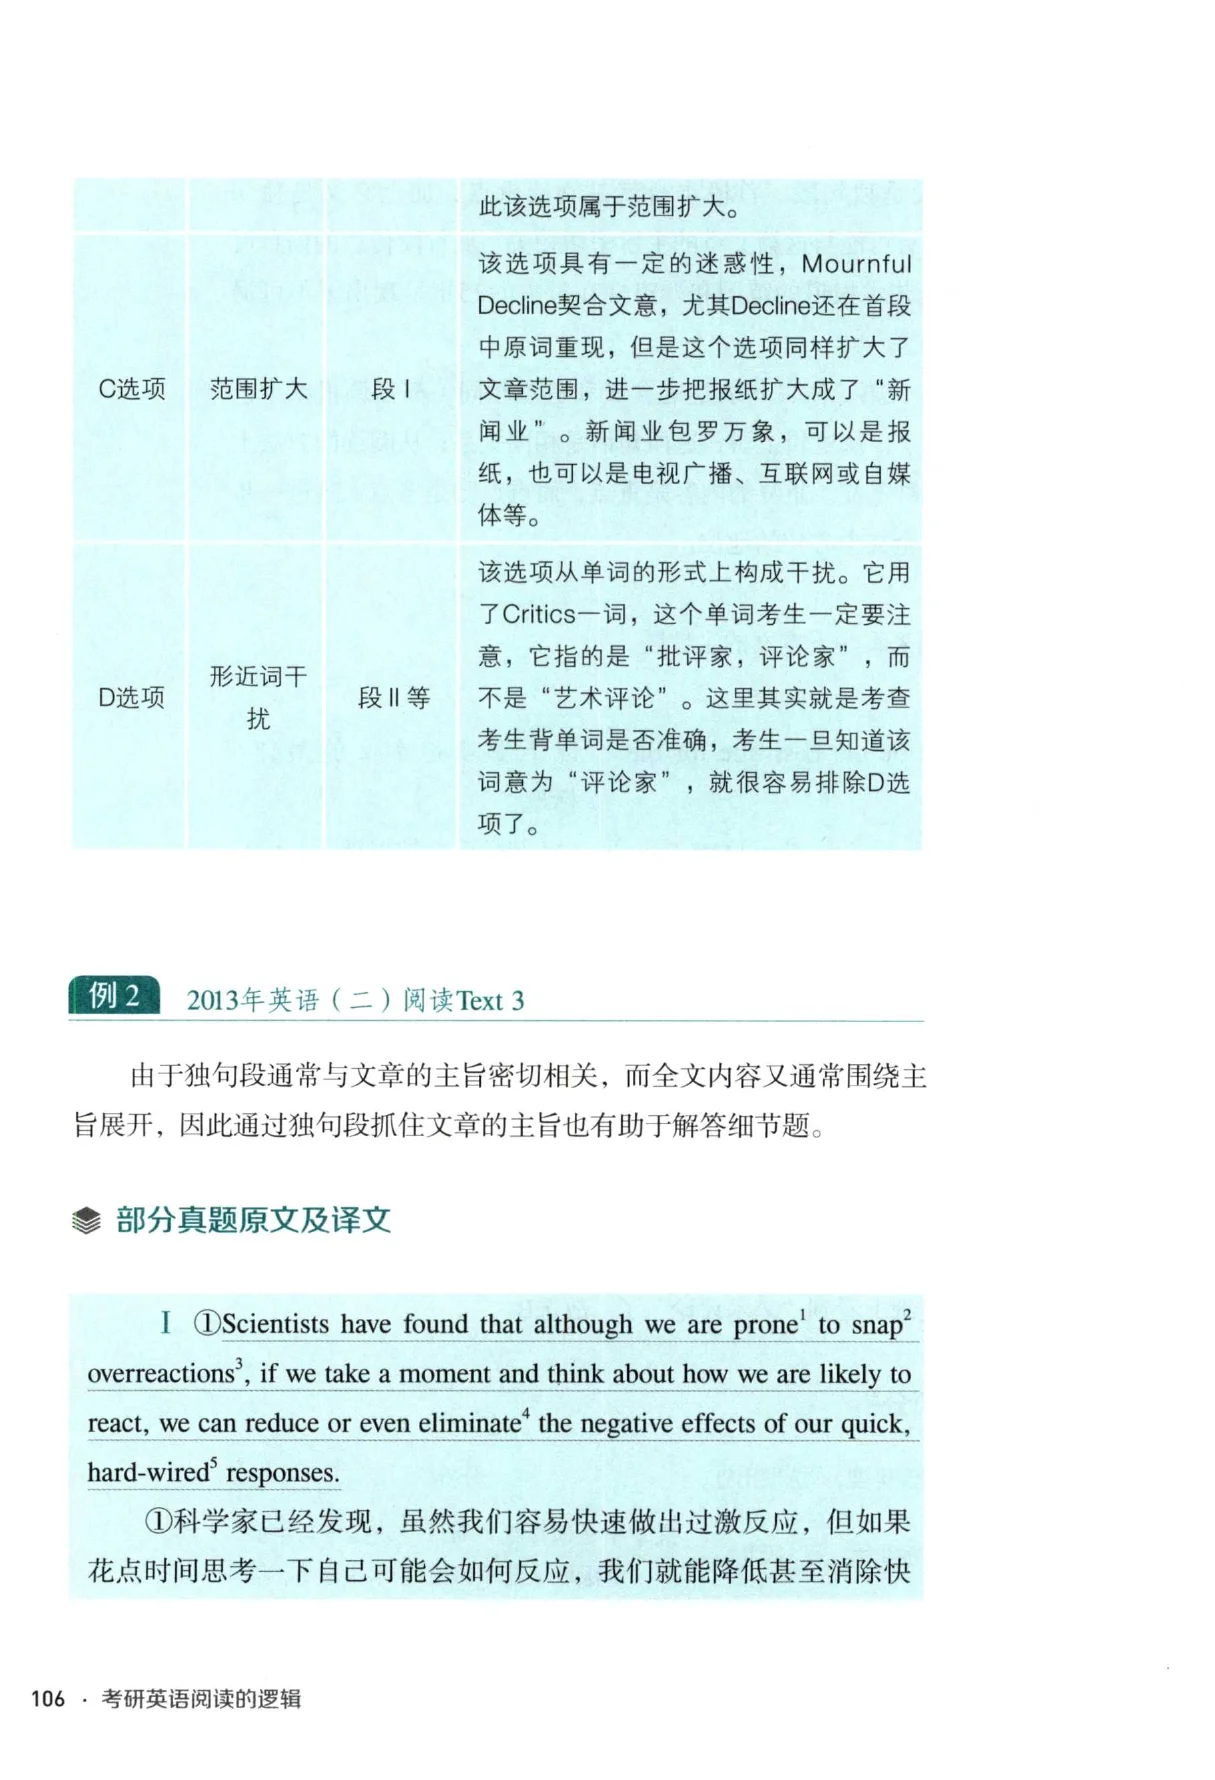 此该选项属于范围扩大。
C选项
范围扩大
段 I
该选项具有一定的迷惑性，Mournful
Decline契合文意，尤其Decline还在首段
中原词重现，但是这个选项同样扩大了
文章范围，进一步把报纸扩大成了“新
闻业”。新闻业包罗万象，可以是报
纸，也可以是电视广播、互联网或自媒
体等。
D选项
形近词干
扰
段 II 等
该选项从单词的形式上构成干扰。它用
了Critics一词，这个单词考生一定要注
意，它指的是“批评家，评论家”，而
不是“艺术评论”。这里其实就是考查
考生背单词是否准确，考生一旦知道该
词意为“评论家”，就很容易排除D选
项了。
例 2 2013年英语（二）阅读Text 3
由于独句段通常与文章的主旨密切相关，而全文内容又通常围绕主
旨展开，因此通过独句段抓住文章的主旨也有助于解答细节题。
部分真题原文及译文
I ①Scientists have found that although we are prone¹ to snap²
overreactions³, if we take a moment and think about how we are likely to
react, we can reduce or even eliminate⁴ the negative effects of our quick,
hard-wired⁵ responses.
①科学家已经发现，虽然我们容易快速做出过激反应，但如果
花点时间思考一下自己可能会如何反应，我们就能降低甚至消除快
106 · 考研英语阅读的逻辑